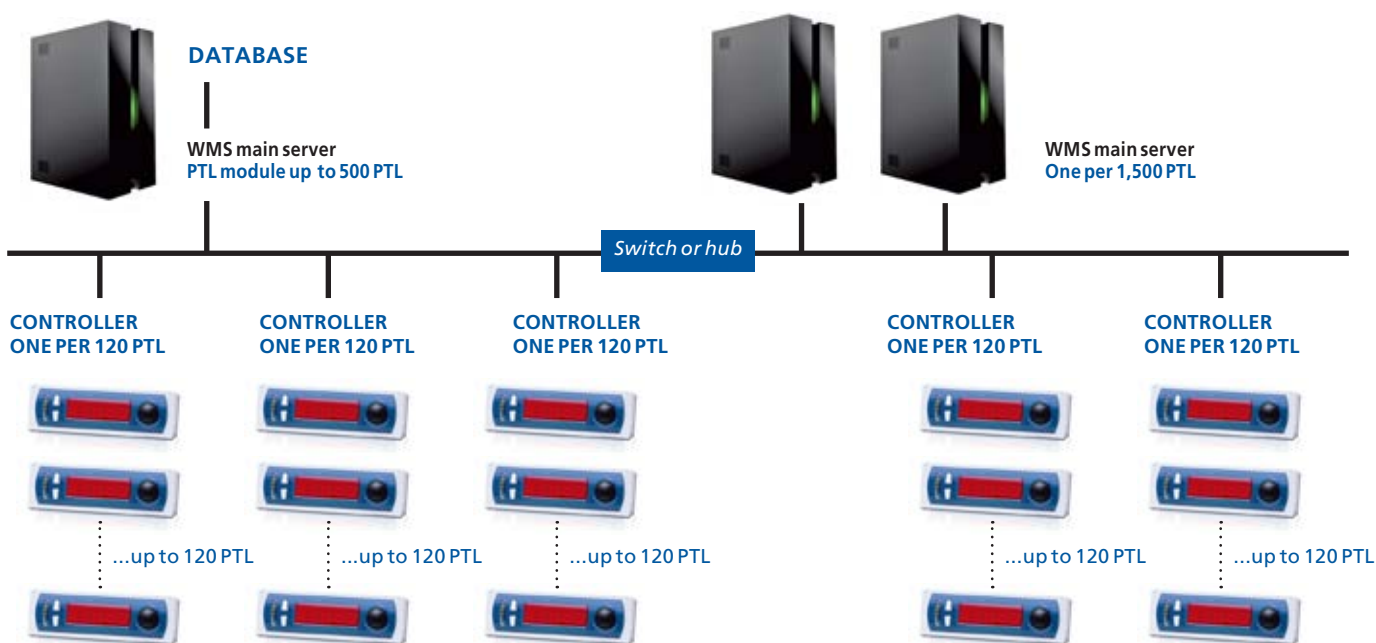 DATABASE
WMS main server
PTL module up to 500 PTL
WMS main server
One per 1,500 PTL
Switch or hub
CONTROLLER
ONE PER 120 PTL
CONTROLLER
ONE PER 120 PTL
CONTROLLER
ONE PER 120 PTL
CONTROLLER
ONE PER 120 PTL
CONTROLLER
ONE PER 120 PTL
...up to 120 PTL
...up to 120 PTL
...up to 120 PTL
...up to 120 PTL
...up to 120 PTL